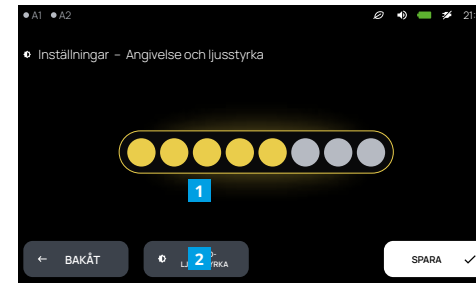 A1 A2
21:
Inställningar – Angivelse och ljusstyrka
1
← BAKÅT
2
SPARA ✓